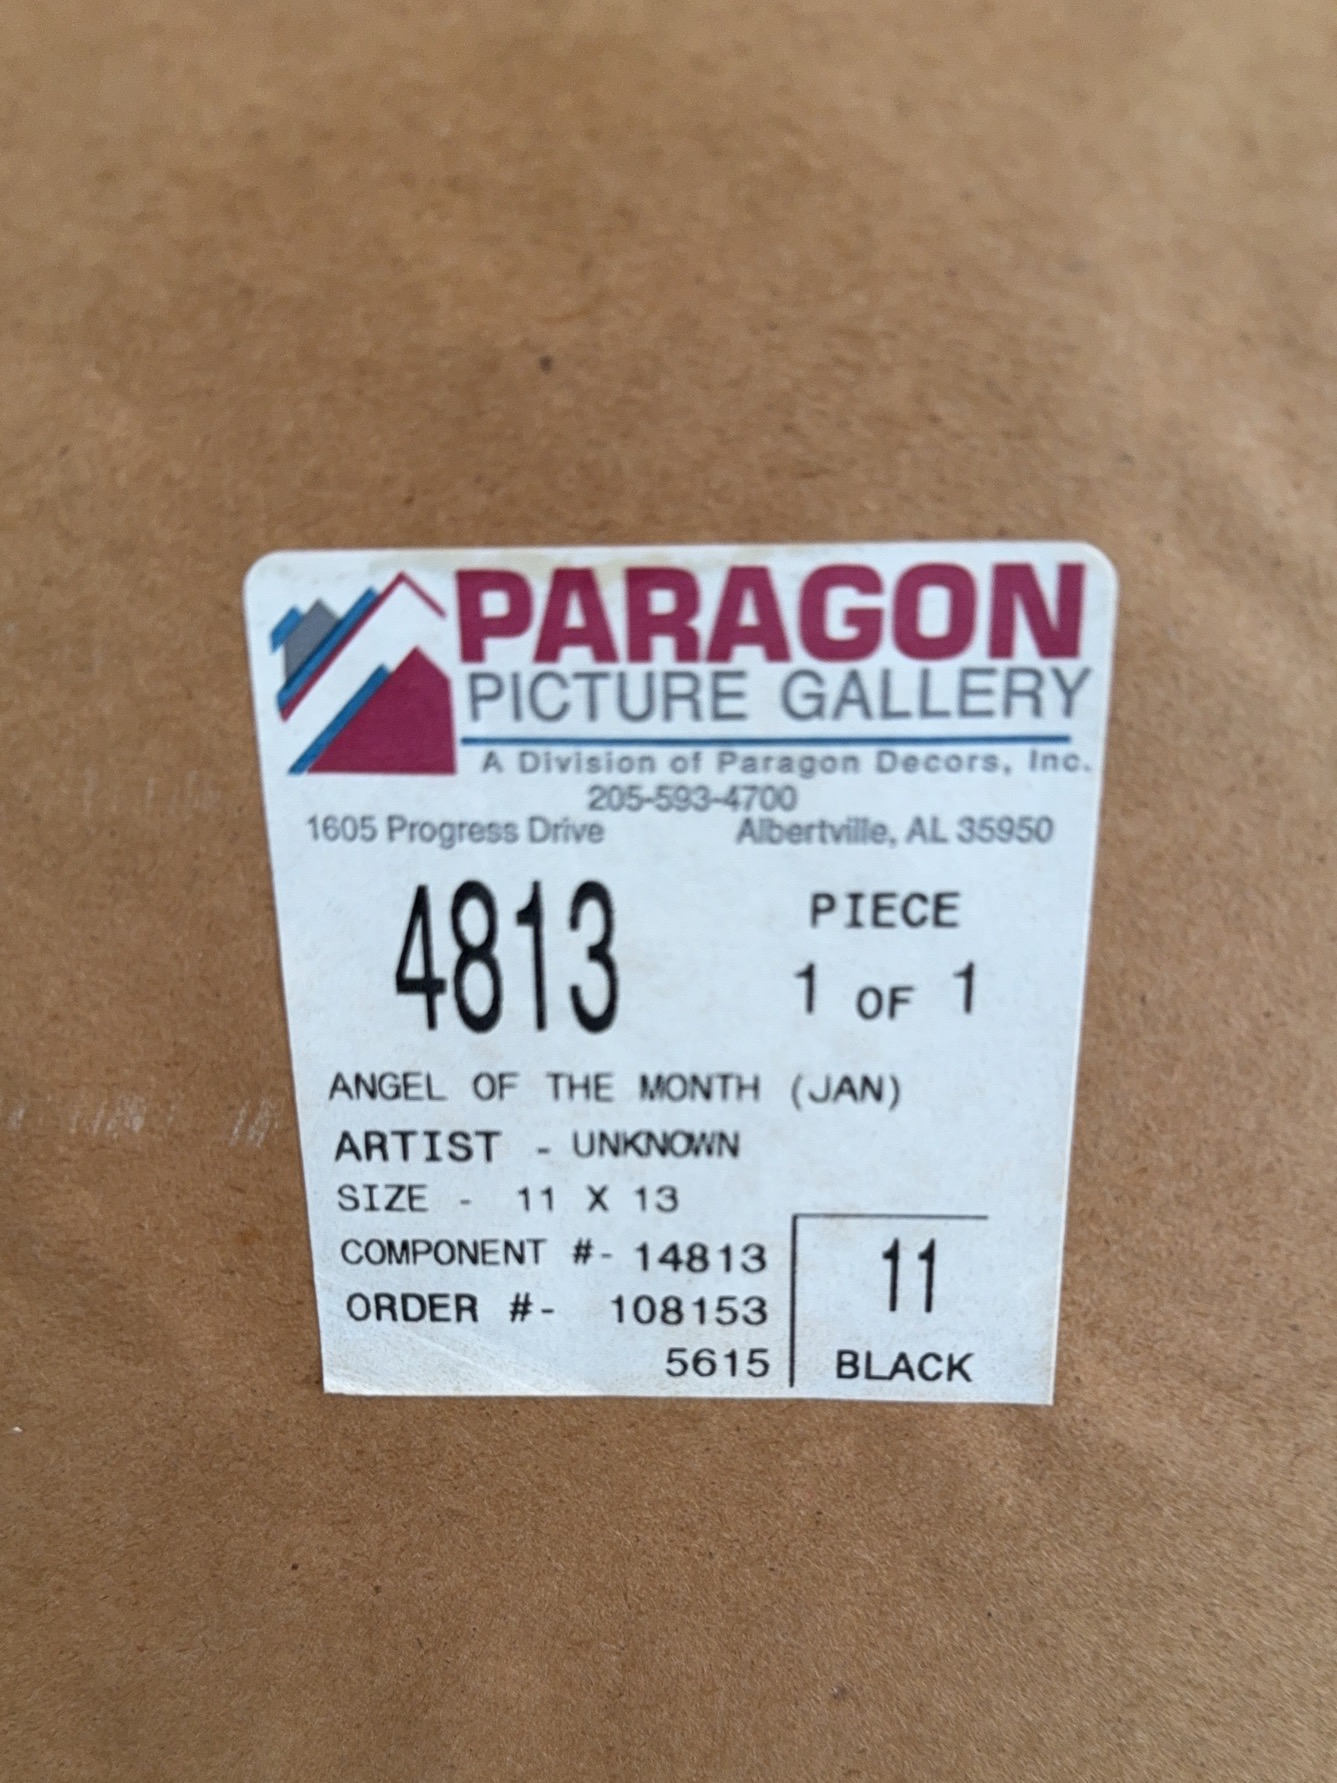 PARAGON
PICTURE GALLERY
A Division of Paragon Decors, Inc.
205-593-4700
1605 Progress Drive Albertville, AL 35950
4813 PIECE
1 OF 1
ANGEL OF THE MONTH (JAN)
ARTIST - UNKNOWN
SIZE - 11 X 13
COMPONENT #- 14813
ORDER #- 108153
5615
11
BLACK